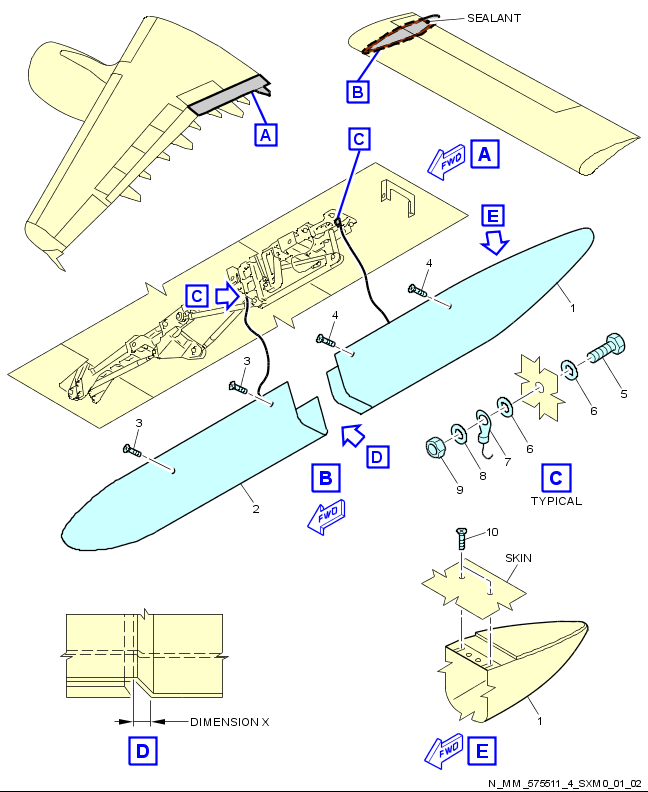 SEALANT
B
A
C
FWD
A
E
C
4
1
4
3
5
6
3
6
7
8
9
D
B
C
TYPICAL
2
FWD
10
SKIN
1
DIMENSION X
D
FWD
E
N_MM_575511_4_SXM0_01_02